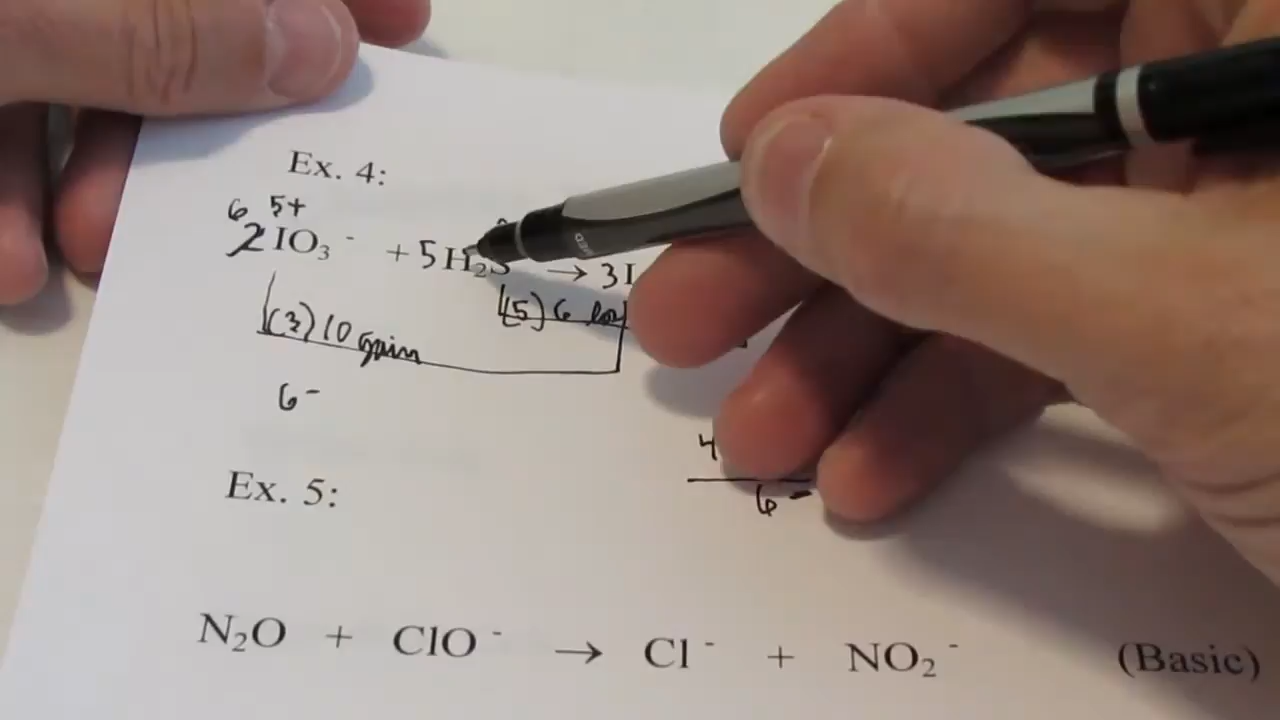 Ex. 4:
6 5+
2IO₃⁻ + 5H₂S → 3I
(5) 6 los
(3) 10 gain
6-
4
6-
Ex. 5:
N₂O + ClO⁻ → Cl⁻ + NO₂⁻ (Basic)